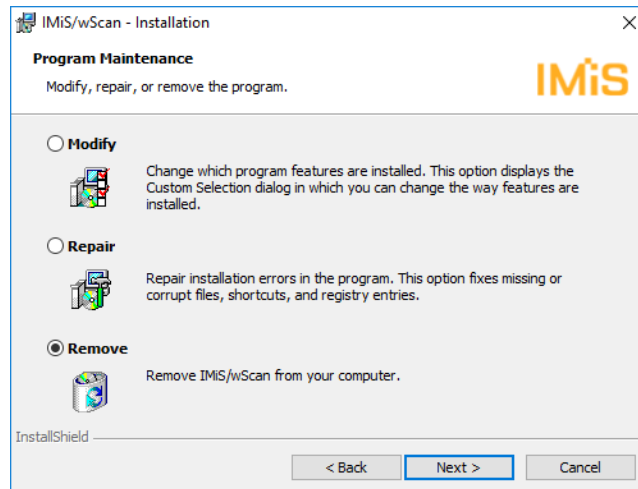 IMiS/wScan - Installation
Program Maintenance
Modify, repair, or remove the program.
IMiS
Modify
Change which program features are installed. This option displays the
Custom Selection dialog in which you can change the way features are
installed.
Repair
Repair installation errors in the program. This option fixes missing or
corrupt files, shortcuts, and registry entries.
Remove
Remove IMiS/wScan from your computer.
InstallShield
< Back
Next >
Cancel